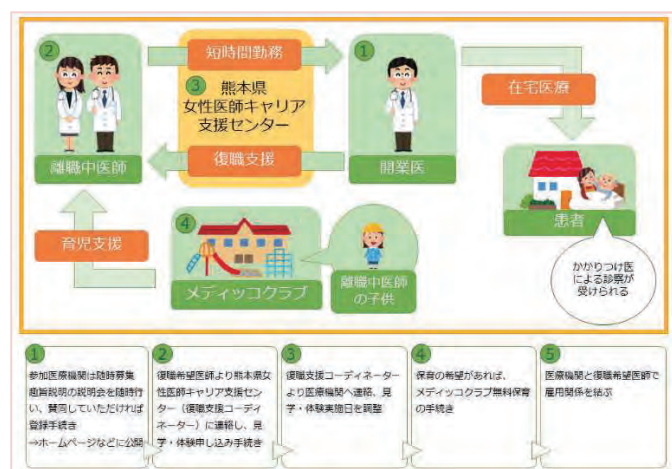 ②
短時間勤務
①
③ 熊本県
女性医師キャリア
支援センター
在宅医療
離職中医師
復職支援
開業医
患者
育児支援
④
メディッコクラブ
離職中医師
の子供
かかりつけ医
による診察が
受けられる
①
参加医療機関は随時募集
趣旨説明の説明会を随時行
い、賛同していただければ
登録手続き
→ホームページなどに公開
②
復職希望医師より熊本県女
性医師キャリア支援セン
ター（復職支援コーディ
ネーター）に連絡し、見
学・体験申し込み手続き
③
復職支援コーディネーター
より医療機関へ連絡、見
学・体験実施日を調整
④
保育の希望があれば、
メディッコクラブ無料保育
の手続き
⑤
医療機関と復職希望医師で
雇用関係を結ぶ